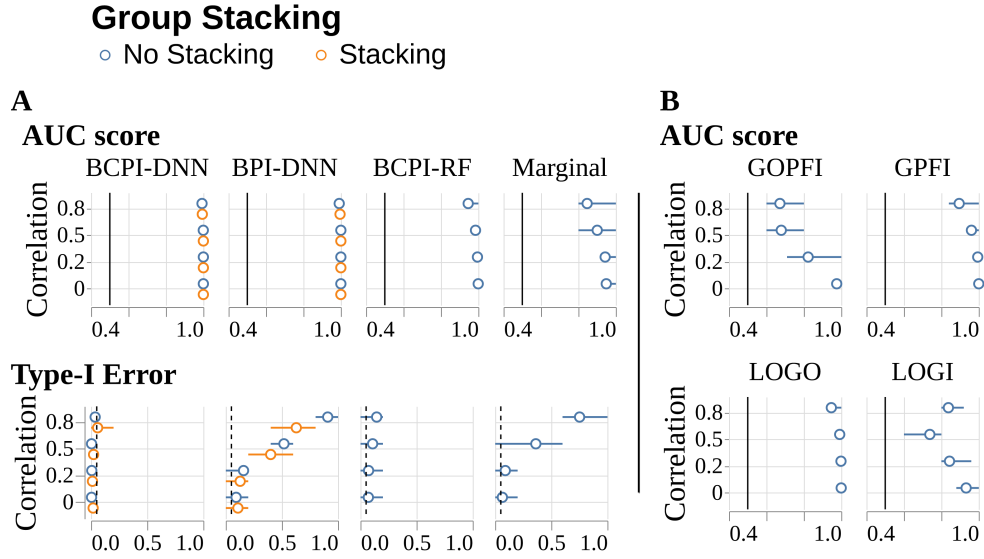 Group Stacking
No Stacking Stacking
A
AUC score
BCPI-DNN BPI-DNN BCPI-RF Marginal
Correlation
0.8
0.5
0.2
0
0.4 1.0 0.4 1.0 0.4 1.0 0.4 1.0
Type-I Error
Correlation
0.8
0.5
0.2
0
0.0 0.5 1.0 0.0 0.5 1.0 0.0 0.5 1.0 0.0 0.5 1.0
B
AUC score
GOPFI GPFI
Correlation
0.8
0.5
0.2
0
0.4 1.0 0.4 1.0
LOGO LOGI
Correlation
0.8
0.5
0.2
0
0.4 1.0 0.4 1.0